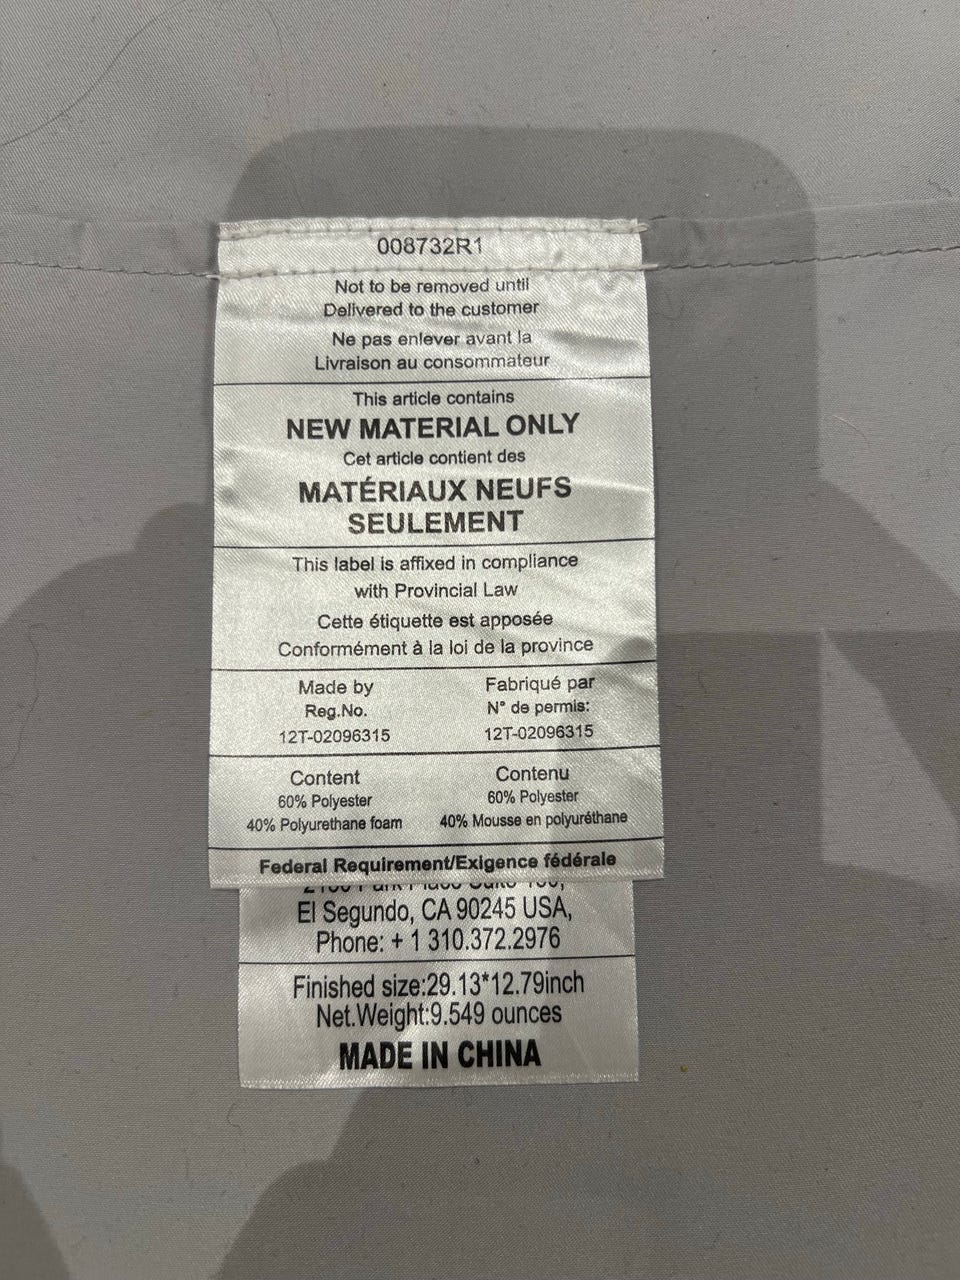 008732R1
Not to be removed until
Delivered to the customer
Ne pas enlever avant la
Livraison au consommateur
This article contains
NEW MATERIAL ONLY
Cet article contient des
MATÉRIAUX NEUFS
SEULEMENT
This label is affixed in compliance
with Provincial Law
Cette étiquette est apposée
Conformément à la loi de la province
Made by
Reg.No.
12T-02096315
Fabriqué par
N° de permis:
12T-02096315
Content
60% Polyester
40% Polyurethane foam
Contenu
60% Polyester
40% Mousse en polyuréthane
Federal Requirement/Exigence fédérale
El Segundo, CA 90245 USA,
Phone: + 1 310.372.2976
Finished size:29.13*12.79inch
Net.Weight:9.549 ounces
MADE IN CHINA